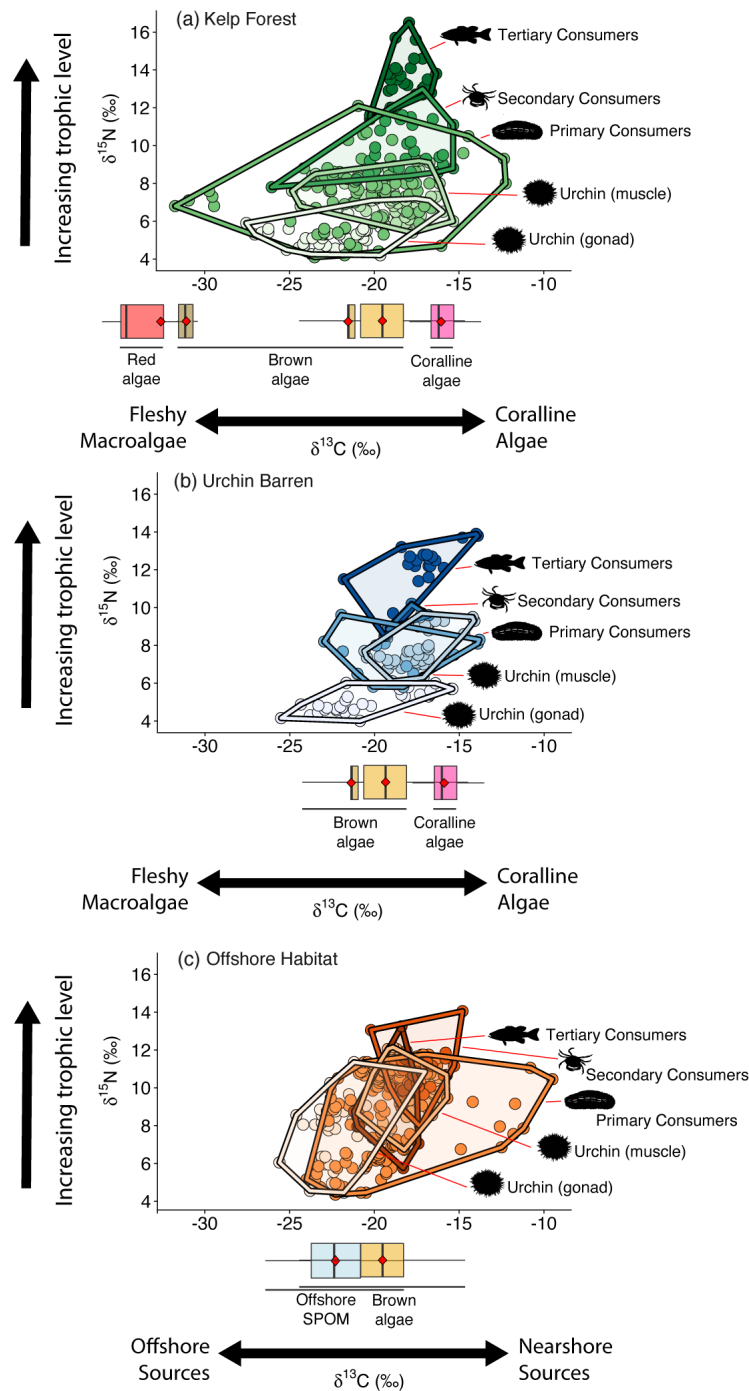 (a) Kelp Forest
Increasing trophic level
δ15N (‰)
16
14
12
10
8
6
4
Tertiary Consumers
Secondary Consumers
Primary Consumers
Urchin (muscle)
Urchin (gonad)
-30
-25
-20
-15
-10
Red
algae
Brown
algae
Coralline
algae
Fleshy
Macroalgae
δ13C (‰)
Coralline
Algae
(b) Urchin Barren
Increasing trophic level
δ15N (‰)
16
14
12
10
8
6
4
Tertiary Consumers
Secondary Consumers
Primary Consumers
Urchin (muscle)
Urchin (gonad)
-30
-25
-20
-15
-10
Brown
algae
Coralline
algae
Fleshy
Macroalgae
δ13C (‰)
Coralline
Algae
(c) Offshore Habitat
Increasing trophic level
δ15N (‰)
16
14
12
10
8
6
4
Tertiary Consumers
Secondary Consumers
Primary Consumers
Urchin (muscle)
Urchin (gonad)
-30
-25
-20
-15
-10
Offshore
SPOM
Brown
algae
Offshore
Sources
δ13C (‰)
Nearshore
Sources